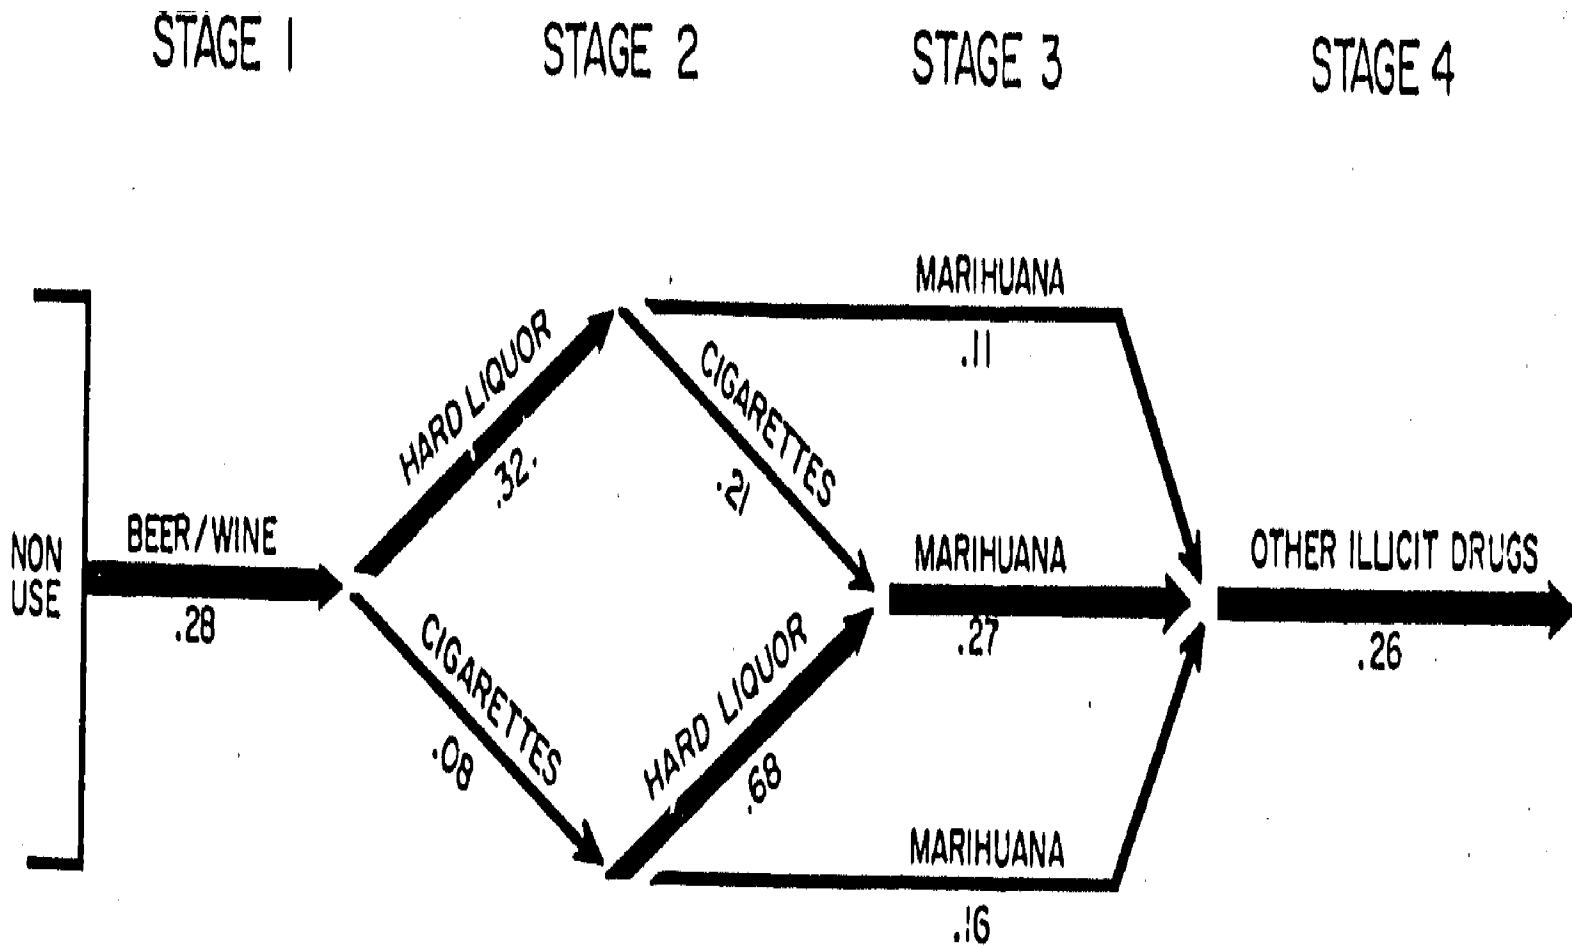 STAGE 1
STAGE 2
STAGE 3
STAGE 4
NON
USE
BEER/WINE
.28
HARD LIQUOR
.32.
CIGARETTES
.08
CIGARETTES
.21
HARD LIQUOR
.68
MARIHUANA
.11
MARIHUANA
.27
MARIHUANA
.16
OTHER ILLICIT DRUGS
.26